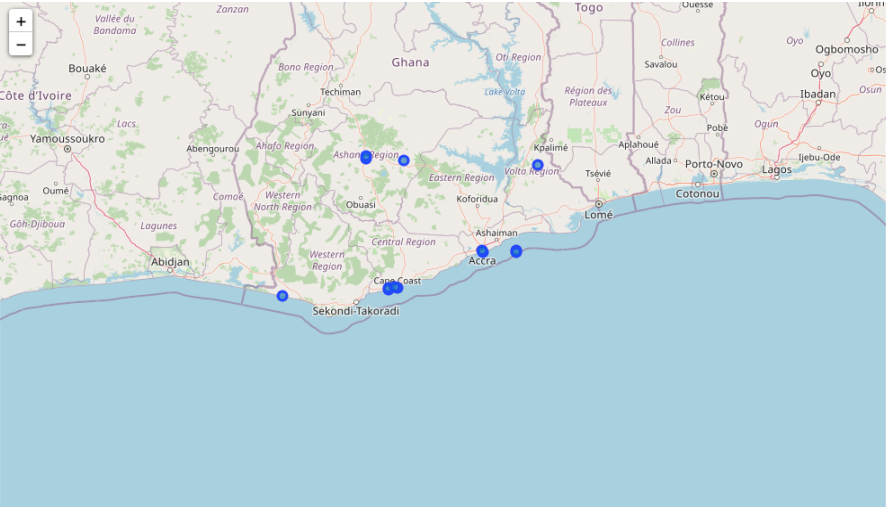 +
−
Vallée du
Bandama
Zanzan
Togo
Ouesse
Bouaké
Côte d'Ivoire
Bono Region
Ghana
Oti Region
Collines
Oyo
Ogbomosho
Savalou
Techiman
Lake Volta
Région des
Plateaux
Kétou
Oyo
Ibadan
Osun
Sunyani
Zou
Lacs
Yamoussoukro
Abengourou
Ahafo Region
Ashanti Region
Kpalimé
Aplahoué
Pobè
Ogun
Volta Region
Tsévié
Allada
Porto-Novo
Lagos
Ijebu-Ode
Oumé
Gagnoa
Comoé
Western
North Region
Eastern Region
Obuasi
Koforidua
Cotonou
Gôh-Djiboua
Lagunes
Lomé
Ashaiman
Central Region
Abidjan
Western
Region
Accra
Cape Coast
Sekondi-Takoradi